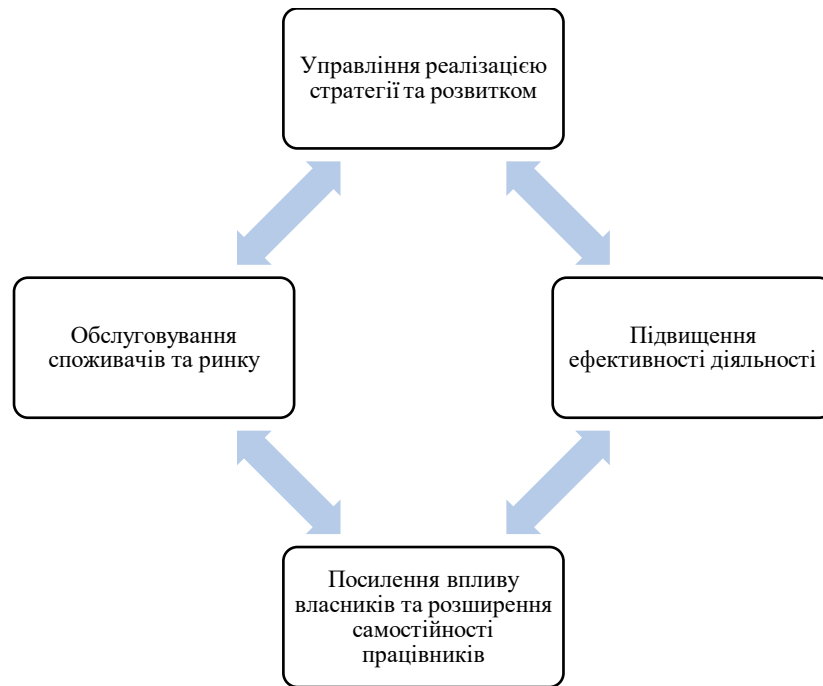 Управління реалізацією
стратегії та розвитком
Обслуговування
споживачів та ринку
Підвищення
ефективності діяльності
Посилення впливу
власників та розширення
самостійності
працівників